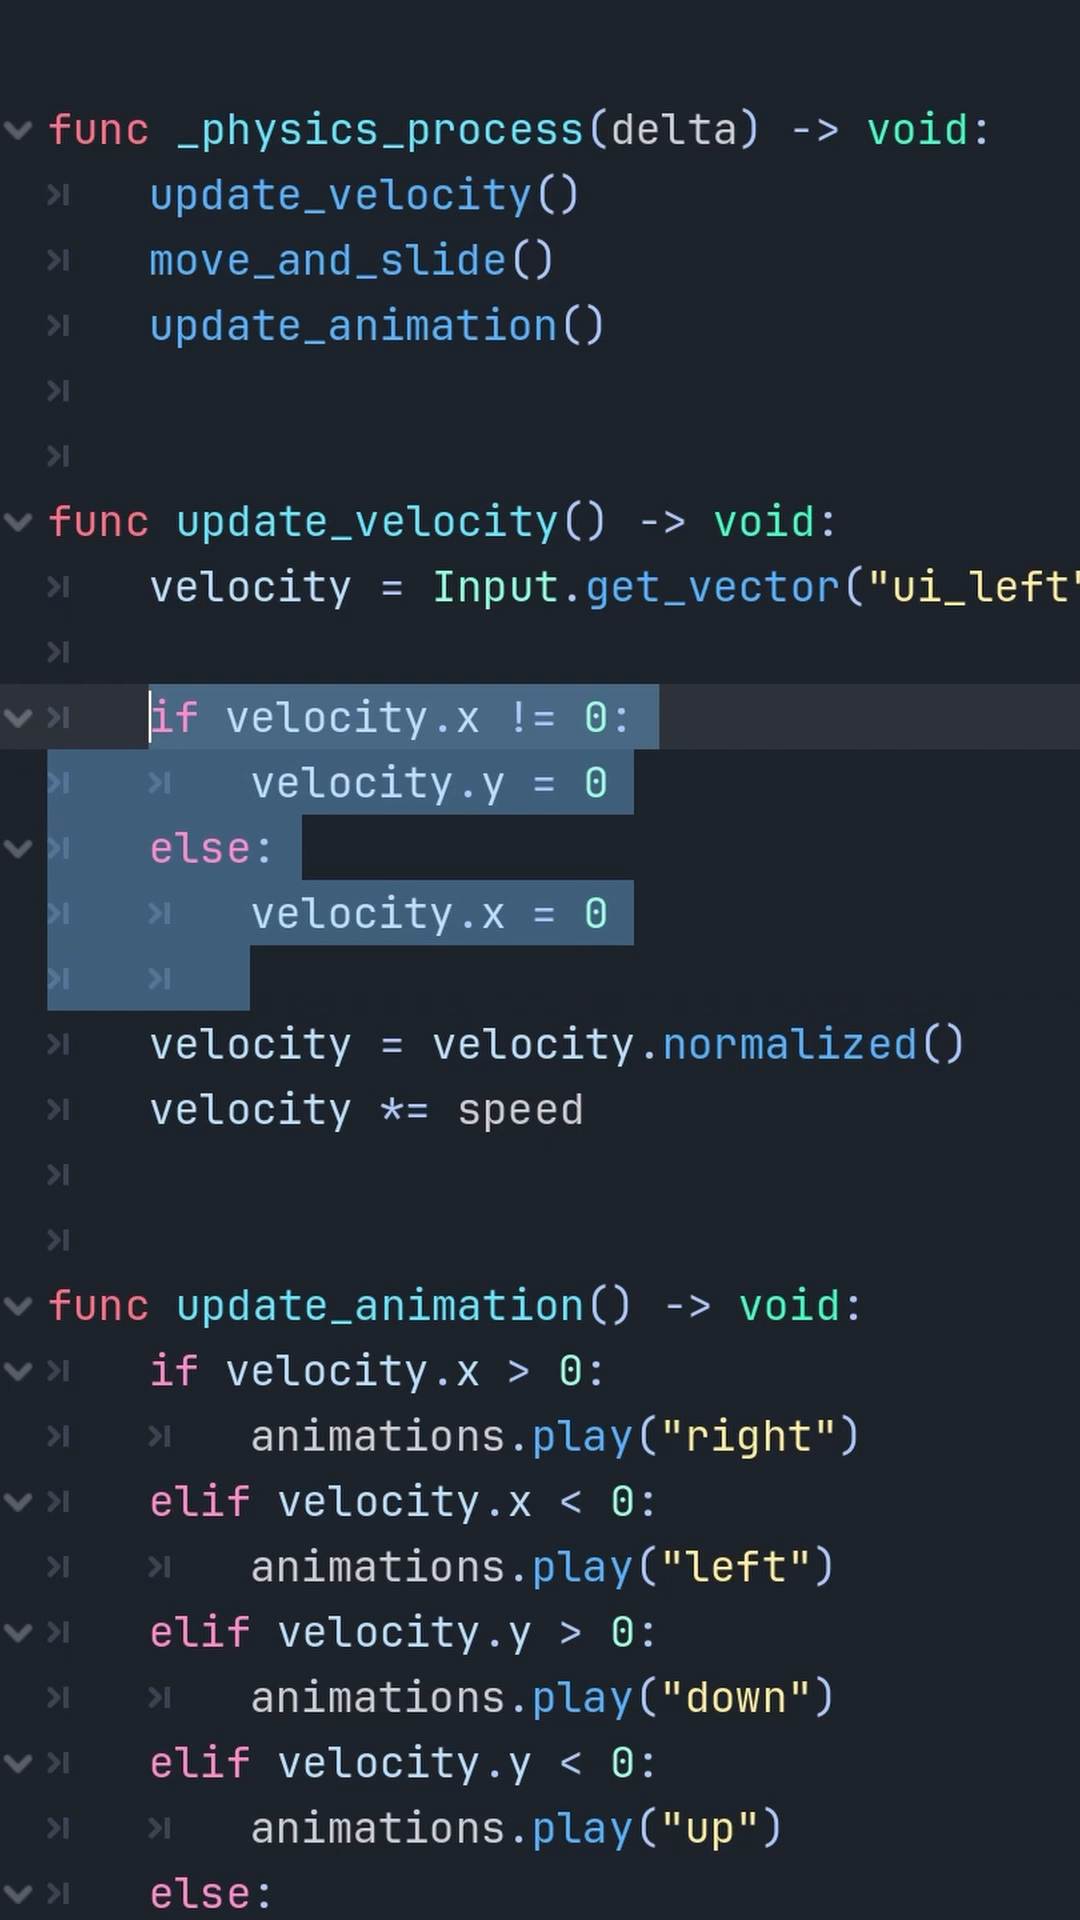 func _physics_process(delta) -> void:
update_velocity()
move_and_slide()
update_animation()
func update_velocity() -> void:
velocity = Input.get_vector("ui_left"
if velocity.x != 0:
velocity.y = 0
else:
velocity.x = 0
velocity = velocity.normalized()
velocity *= speed
func update_animation() -> void:
if velocity.x > 0:
animations.play("right")
elif velocity.x < 0:
animations.play("left")
elif velocity.y > 0:
animations.play("down")
elif velocity.y < 0:
animations.play("up")
else: